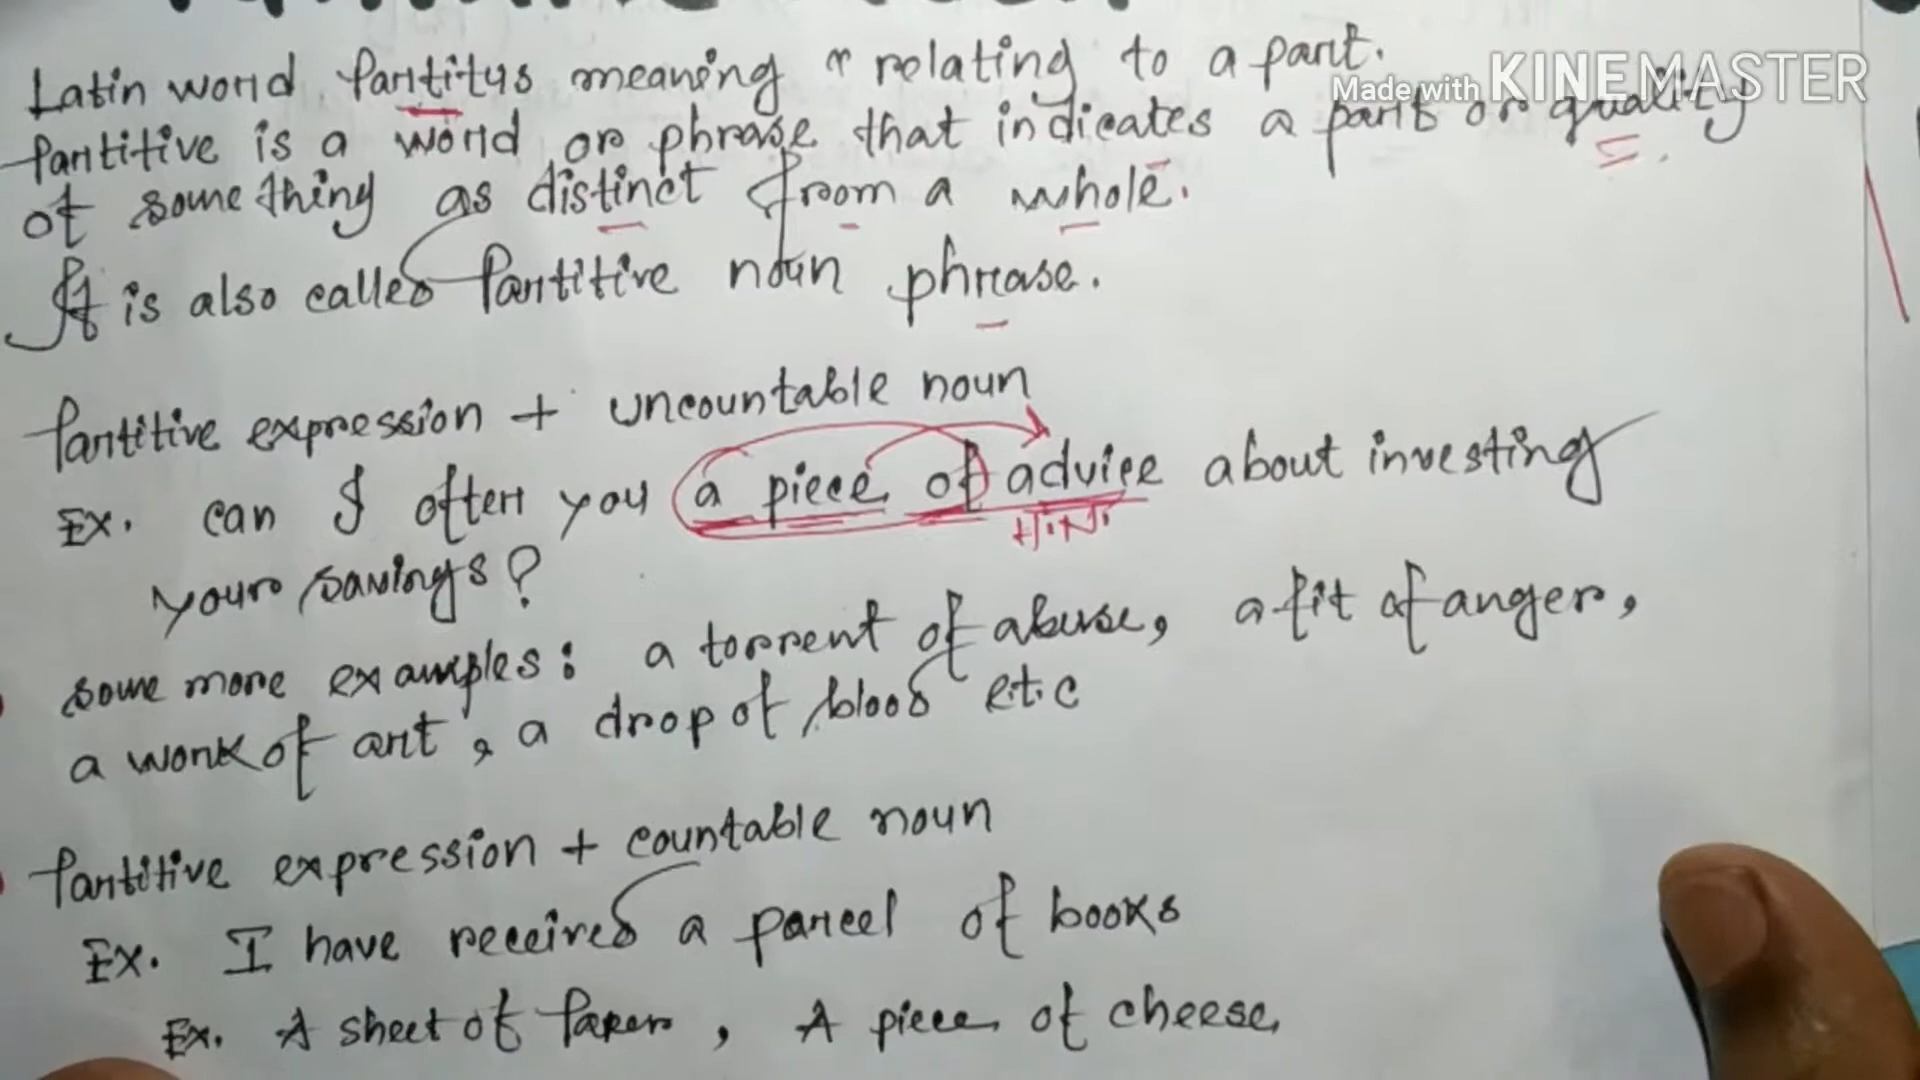 Latin word Partitus meaning " relating to a part.
Made with KINEMASTER
Partitive is a word or phrase that indicates a part or quality
of something as distinct from a whole.
It is also called Partitive noun phrase.
Partitive expression + uncountable noun
Ex. can I offer you a piece of advice about investing
your savings?
some more examples: a torrent of abuse, a fit of anger,
a work of art, a drop of blood etc
Partitive expression + countable noun
Ex. I have received a parcel of books
Ex. A sheet of Paper, A piece of cheese,